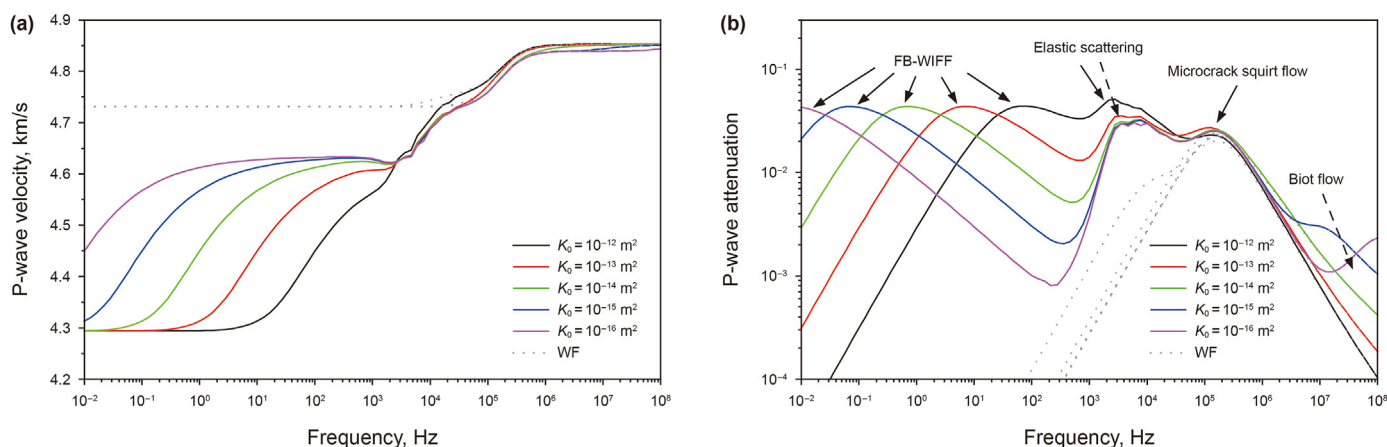 (a)
4.9
4.8
4.7
4.6
4.5
4.4
4.3
4.2
P-wave velocity, km/s
10⁻² 10⁻¹ 10⁰ 10¹ 10² 10³ 10⁴ 10⁵ 10⁶ 10⁷ 10⁸
Frequency, Hz
K₀ = 10⁻¹² m²
K₀ = 10⁻¹³ m²
K₀ = 10⁻¹⁴ m²
K₀ = 10⁻¹⁵ m²
K₀ = 10⁻¹⁶ m²
WF
(b)
10⁻¹
10⁻²
10⁻³
10⁻⁴
P-wave attenuation
FB-WIFF
Elastic scattering
Microcrack squirt flow
Biot flow
K₀ = 10⁻¹² m²
K₀ = 10⁻¹³ m²
K₀ = 10⁻¹⁴ m²
K₀ = 10⁻¹⁵ m²
K₀ = 10⁻¹⁶ m²
WF
10⁻² 10⁻¹ 10⁰ 10¹ 10² 10³ 10⁴ 10⁵ 10⁶ 10⁷ 10⁸
Frequency, Hz